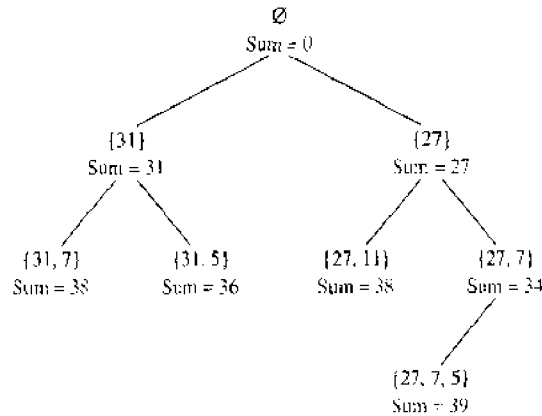 ∅
Sum = 0
{31}
Sum = 31
{27}
Sum = 27
{31, 7}
Sum = 38
{31, 5}
Sum = 36
{27, 11}
Sum = 38
{27, 7}
Sum = 34
{27, 7, 5}
Sum = 39